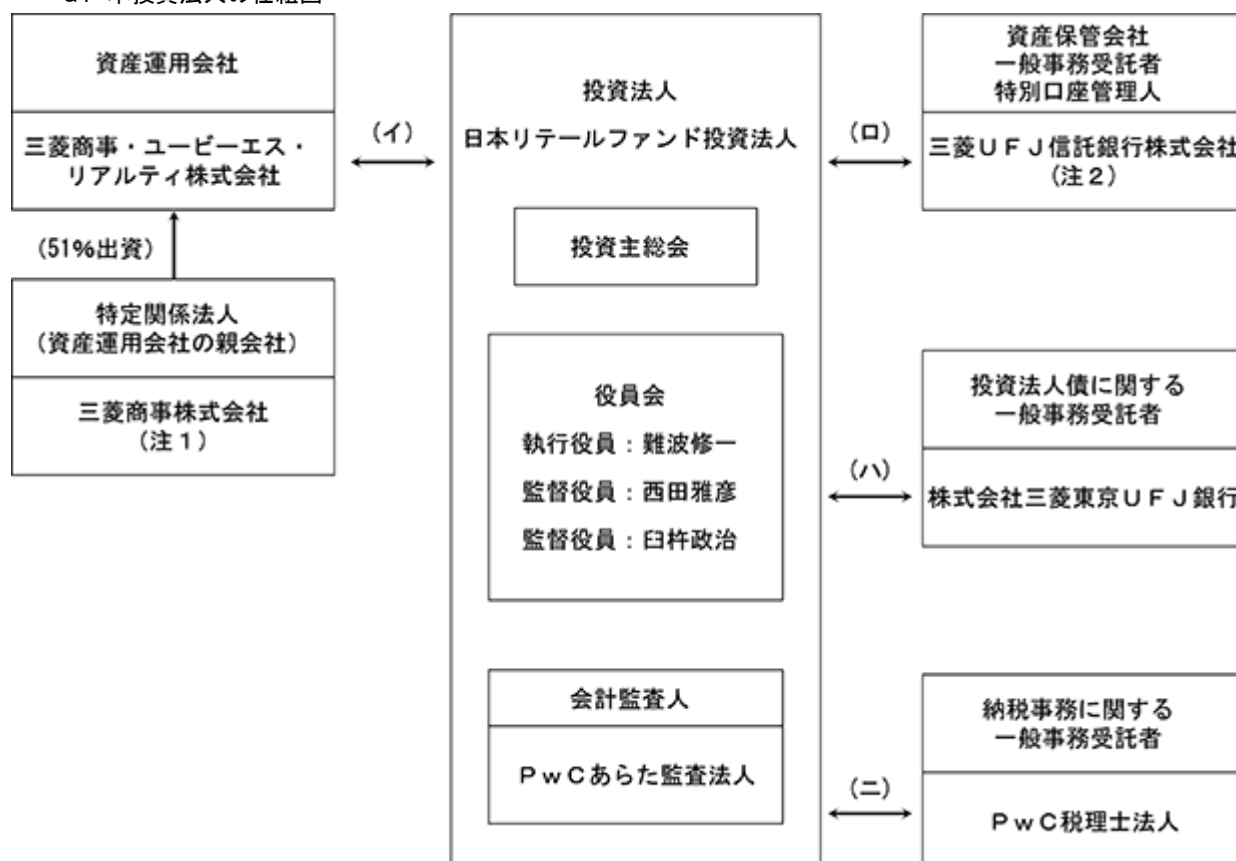 a. 本投資法人の仕組図
資産運用会社
三菱商事・ユービーエス・
リアルティ株式会社
(51%出資)
特定関係法人
(資産運用会社の親会社)
三菱商事株式会社
(注1)
(イ)
投資法人
日本リテールファンド投資法人
投資主総会
役員会
執行役員：難波修一
監督役員：西田雅彦
監督役員：臼杵政治
会計監査人
ＰｗＣあらた監査法人
(ロ)
資産保管会社
一般事務受託者
特別口座管理人
三菱ＵＦＪ信託銀行株式会社
(注２)
(ハ)
投資法人債に関する
一般事務受託者
株式会社三菱東京ＵＦＪ銀行
(ニ)
納税事務に関する
一般事務受託者
ＰｗＣ税理士法人